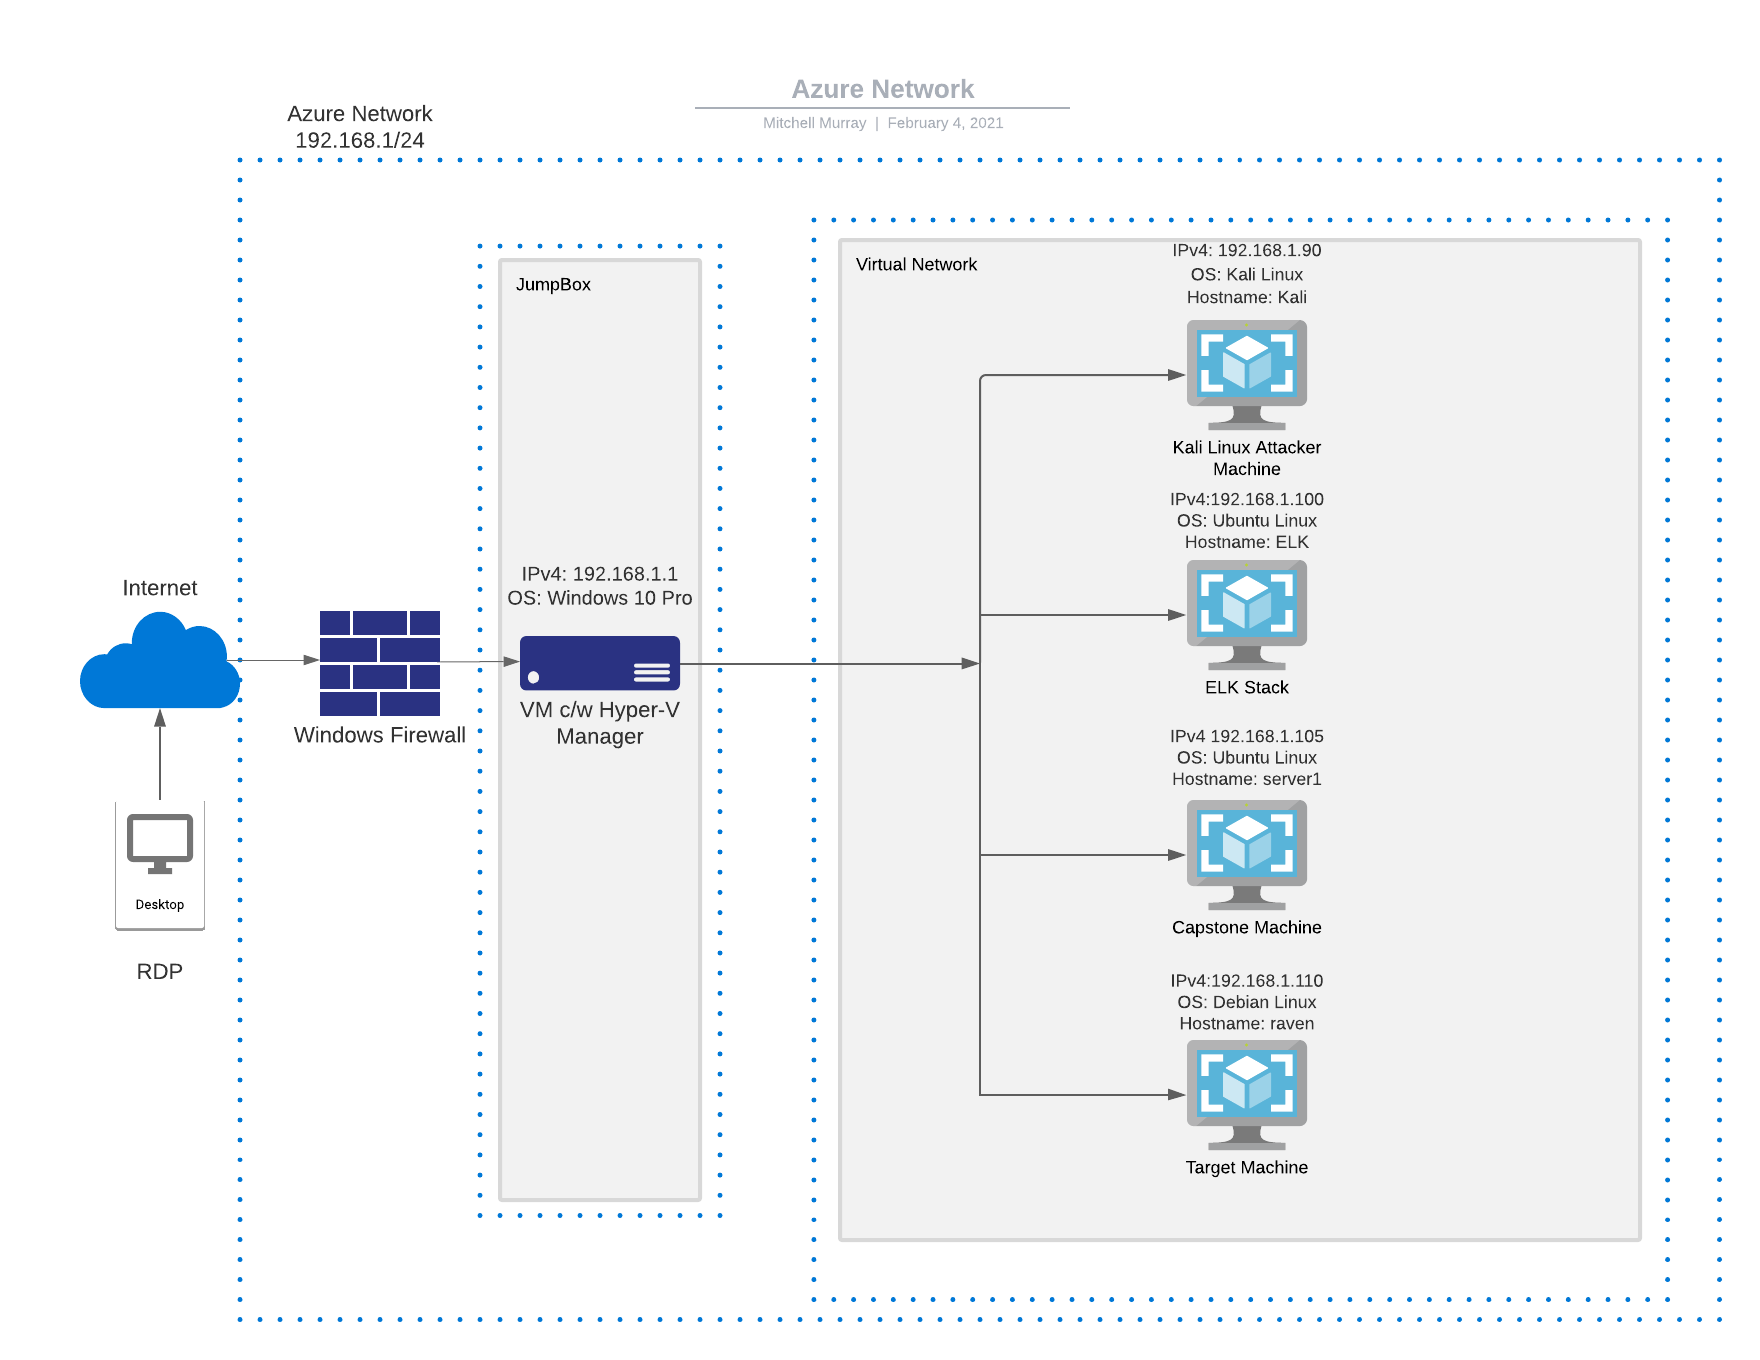 Azure Network
Mitchell Murray | February 4, 2021
Azure Network
192.168.1/24
JumpBox
Virtual Network
IPv4: 192.168.1.90
OS: Kali Linux
Hostname: Kali
Kali Linux Attacker
Machine
IPv4:192.168.1.100
OS: Ubuntu Linux
Hostname: ELK
ELK Stack
Internet
IPv4: 192.168.1.1
OS: Windows 10 Pro
Windows Firewall
VM c/w Hyper-V
Manager
IPv4 192.168.1.105
OS: Ubuntu Linux
Hostname: server1
Capstone Machine
Desktop
RDP
IPv4:192.168.1.110
OS: Debian Linux
Hostname: raven
Target Machine